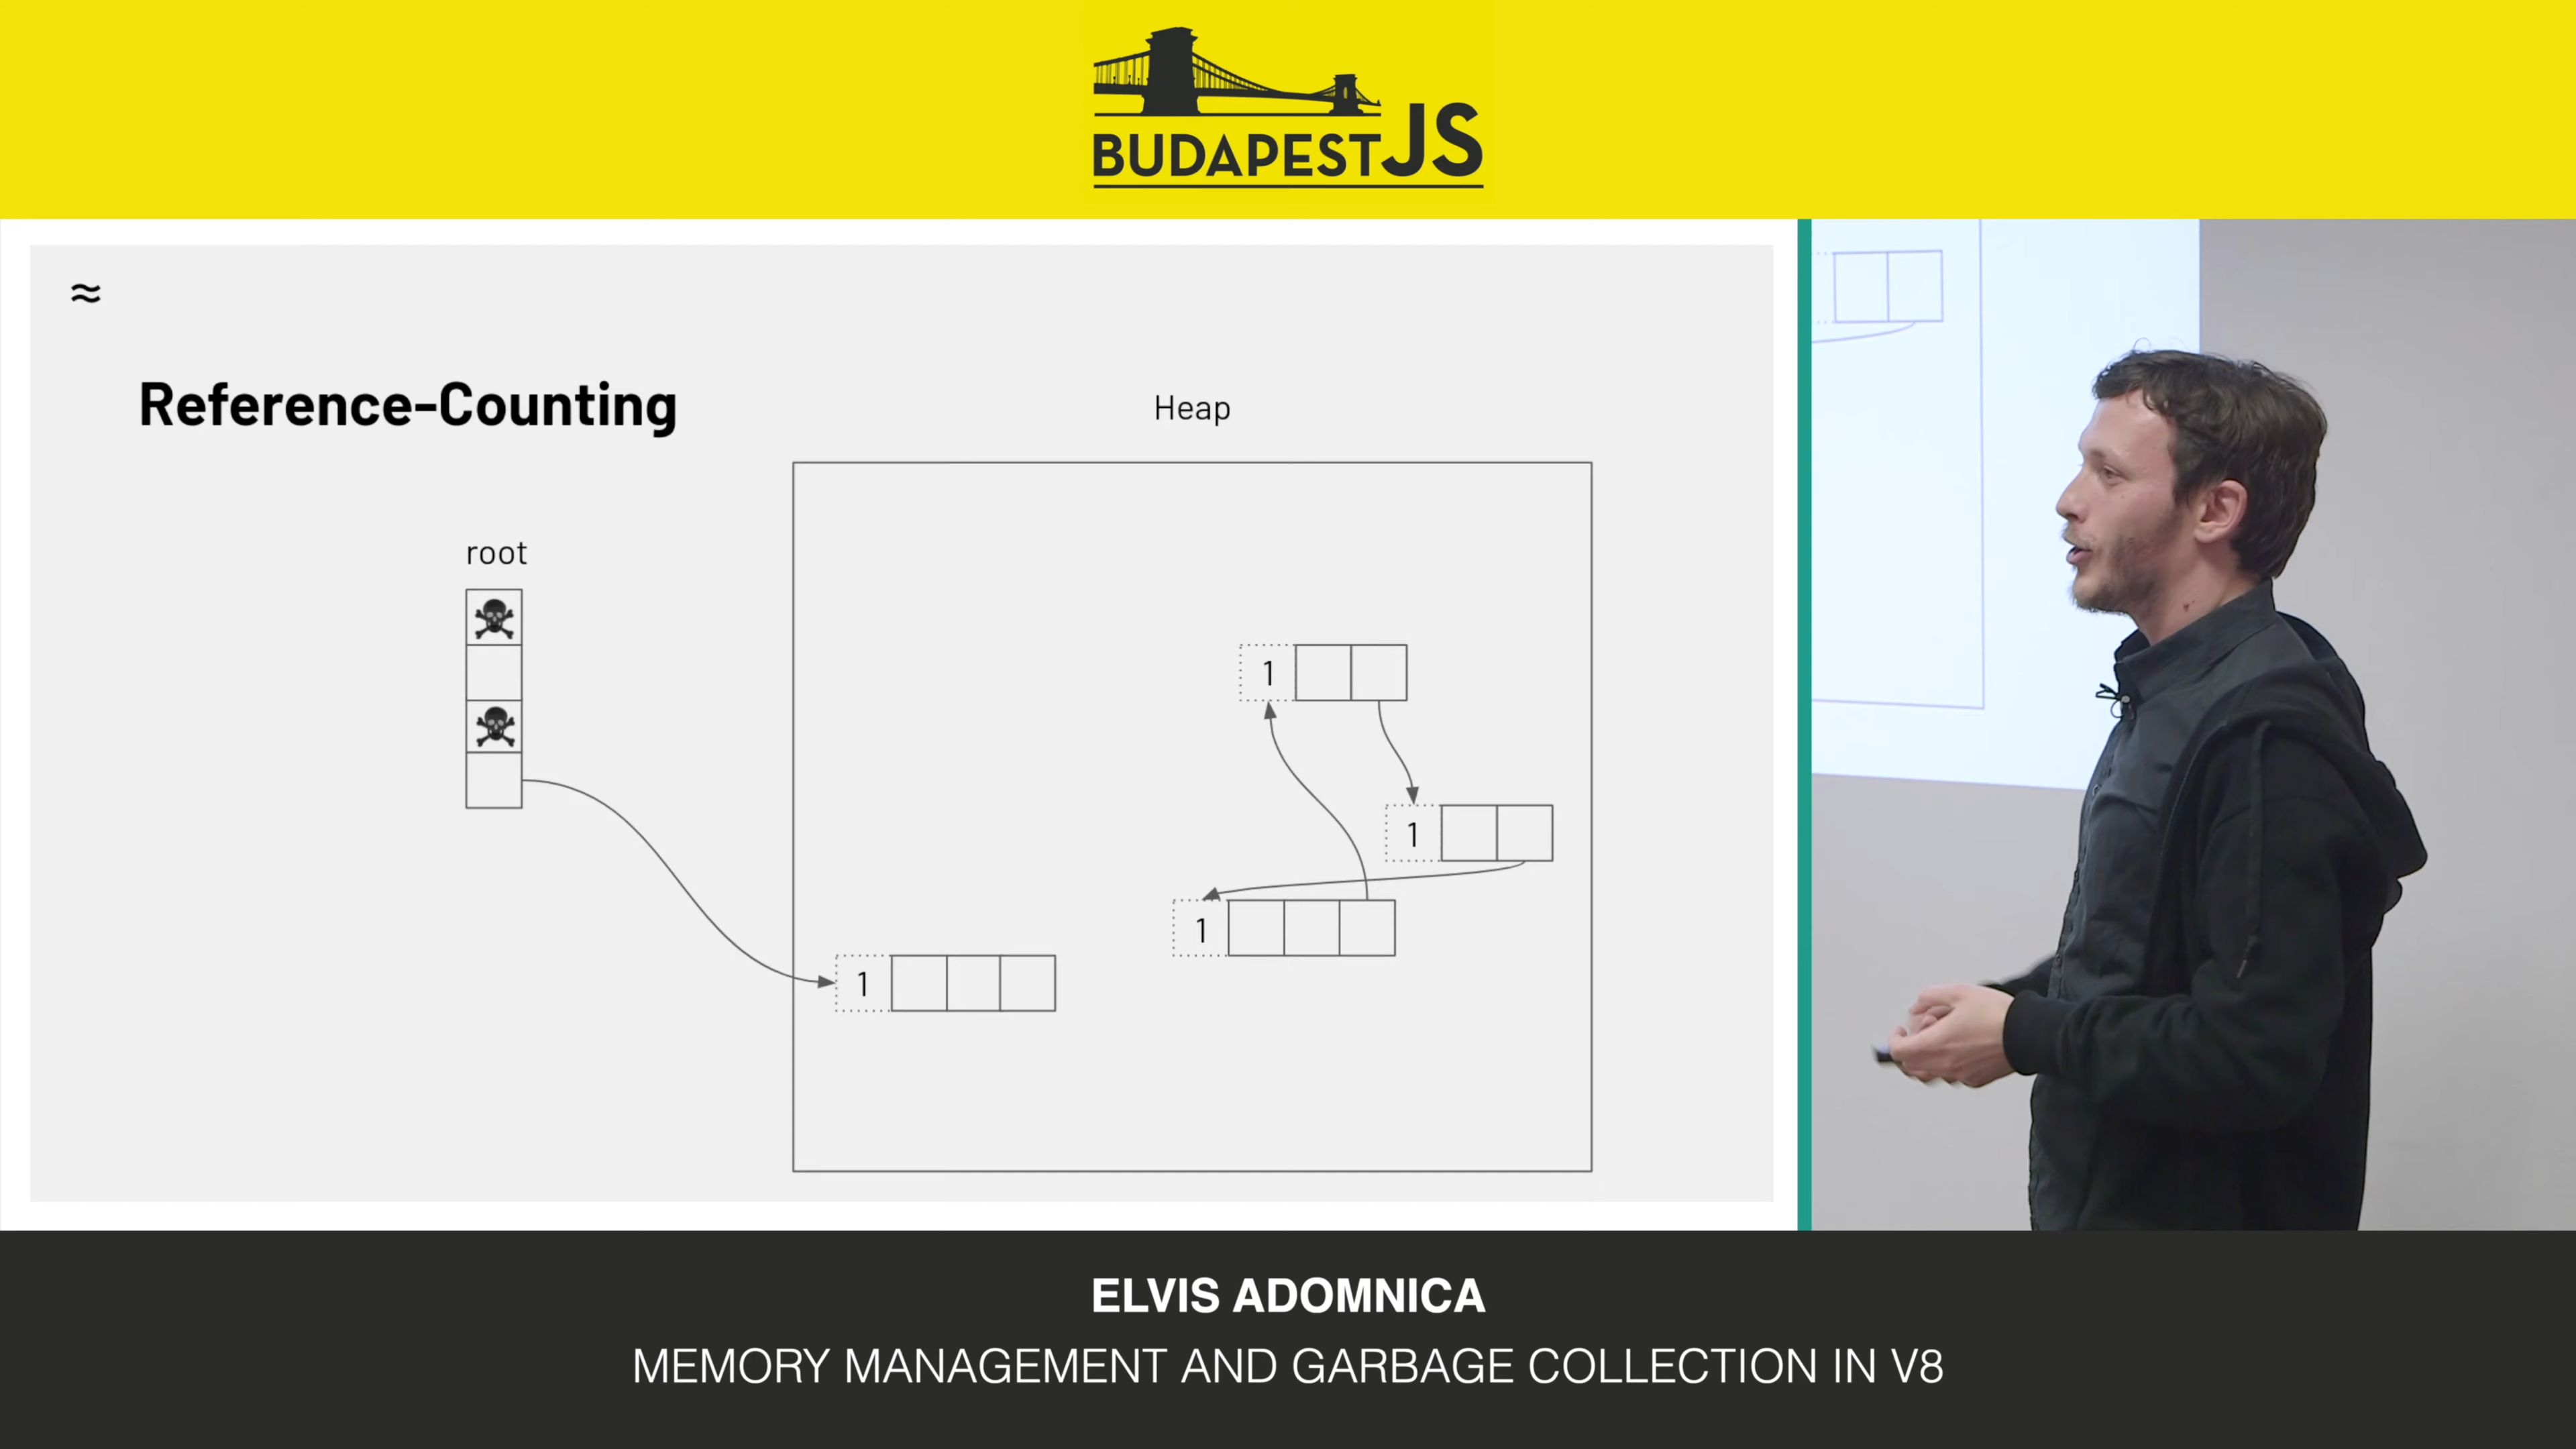 BUDAPESTJS
≈
Reference-Counting
Heap
root
1
1
1
1
ELVIS ADOMNICA
MEMORY MANAGEMENT AND GARBAGE COLLECTION IN V8